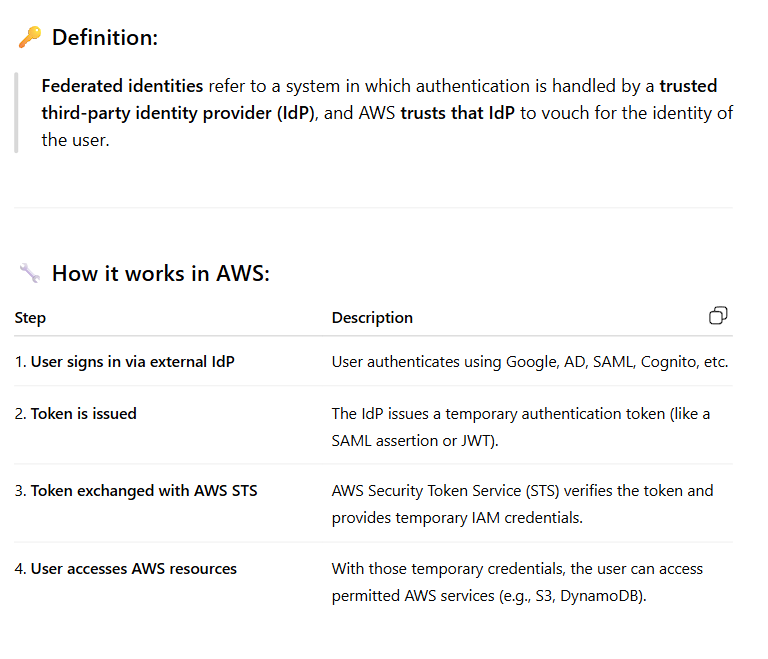 🔑 Definition:
Federated identities refer to a system in which authentication is handled by a trusted
third-party identity provider (IdP), and AWS trusts that IdP to vouch for the identity of
the user.
🔧 How it works in AWS:
Step Description
1. User signs in via external IdP User authenticates using Google, AD, SAML, Cognito, etc.
2. Token is issued The IdP issues a temporary authentication token (like a
SAML assertion or JWT).
3. Token exchanged with AWS STS AWS Security Token Service (STS) verifies the token and
provides temporary IAM credentials.
4. User accesses AWS resources With those temporary credentials, the user can access
permitted AWS services (e.g., S3, DynamoDB).